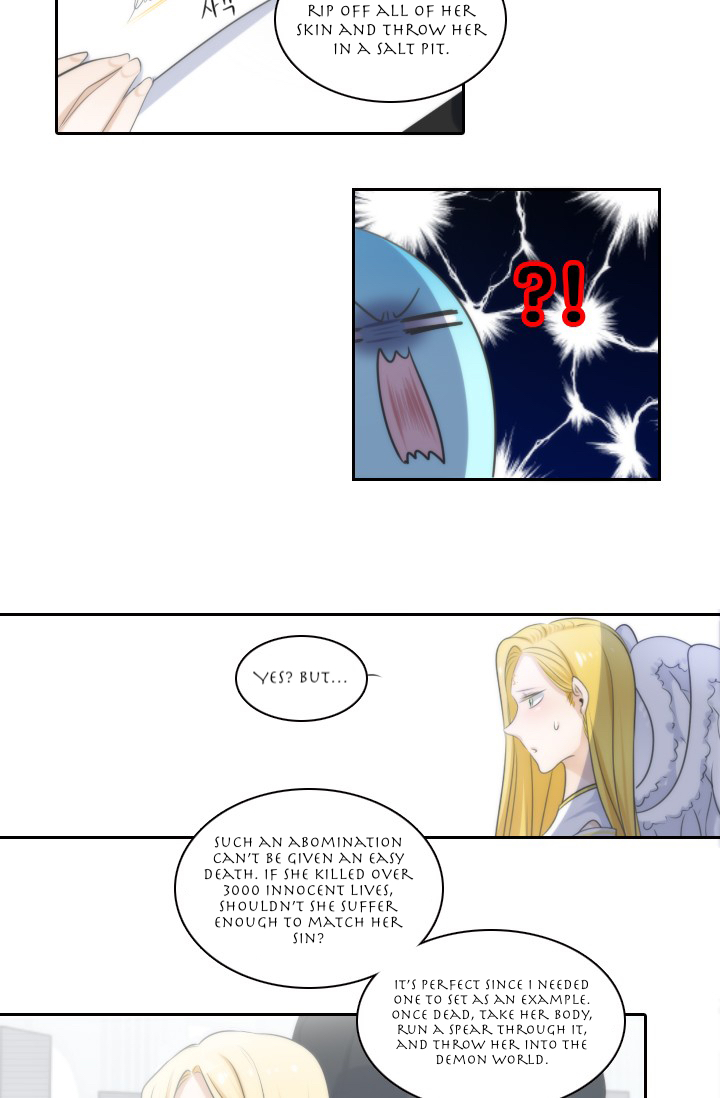 사각
RIP OFF ALL OF HER
SKIN AND THROW HER
IN A SALT PIT.
?!
YES? BUT...
SUCH AN ABOMINATION
CAN'T BE GIVEN AN EASY
DEATH. IF SHE KILLED OVER
3000 INNOCENT LIVES,
SHOULDN'T SHE SUFFER
ENOUGH TO MATCH HER
SIN?
IT'S PERFECT SINCE I NEEDED
ONE TO SET AS AN EXAMPLE.
ONCE DEAD, TAKE HER BODY,
RUN A SPEAR THROUGH IT,
AND THROW HER INTO THE
DEMON WORLD.